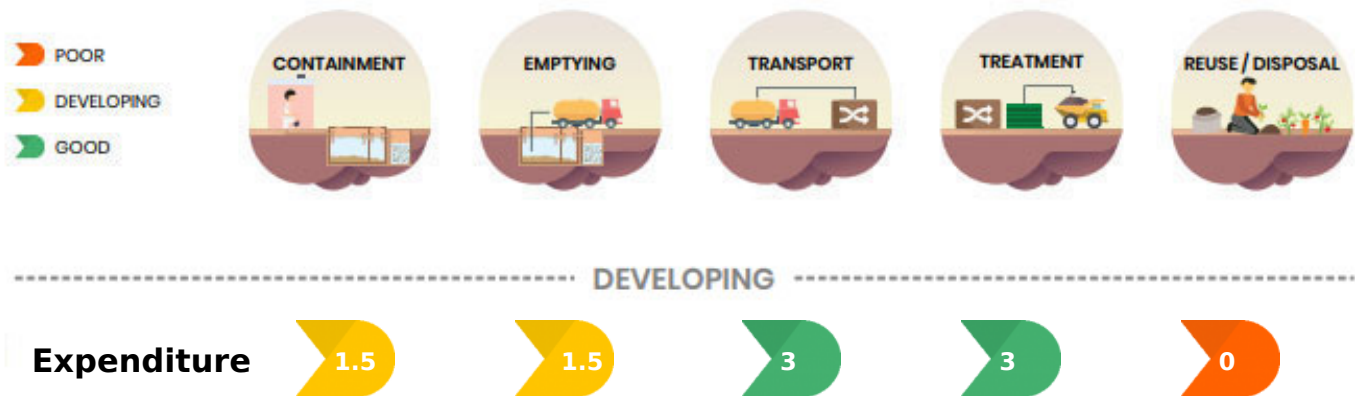 POOR
DEVELOPING
GOOD
CONTAINMENT
EMPTYING
TRANSPORT
TREATMENT
REUSE / DISPOSAL
DEVELOPING
Expenditure 1.5 1.5 3 3 0